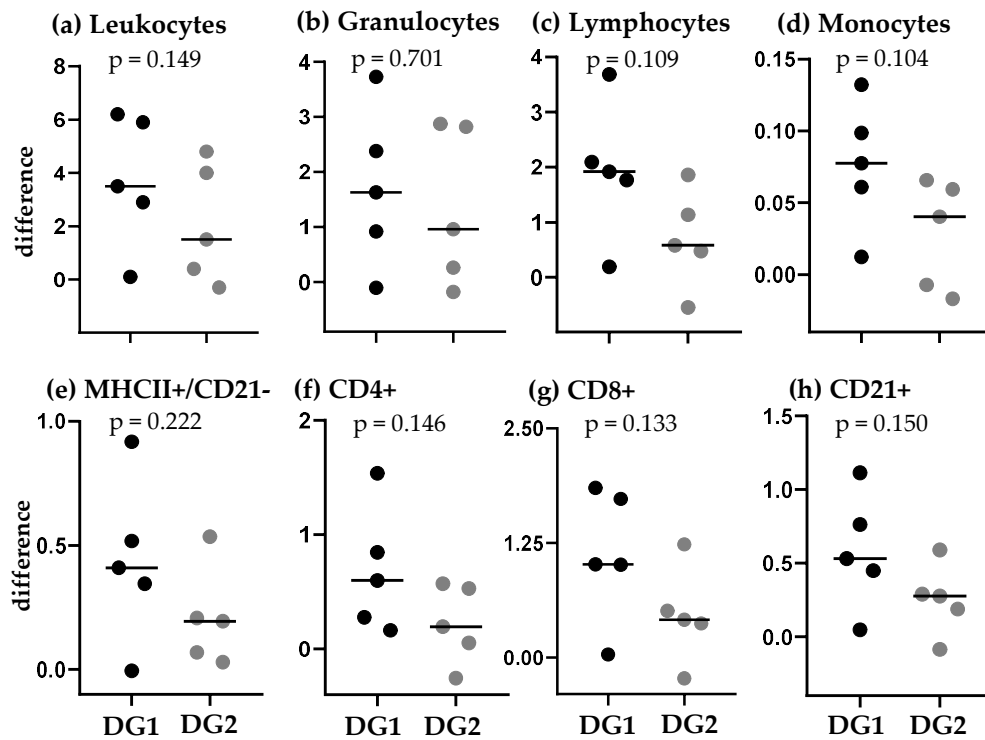 (a) Leukocytes
p = 0.149
8
6
4
2
0
difference
(b) Granulocytes
p = 0.701
4
3
2
1
0
(c) Lymphocytes
p = 0.109
4
3
2
1
0
(d) Monocytes
p = 0.104
0.15
0.10
0.05
0.00
(e) MHCII+/CD21-
p = 0.222
1.0
0.5
0.0
difference
DG1 DG2
(f) CD4+
p = 0.146
2
1
0
DG1 DG2
(g) CD8+
p = 0.133
2.50
1.25
0.00
DG1 DG2
(h) CD21+
p = 0.150
1.5
1.0
0.5
0.0
DG1 DG2